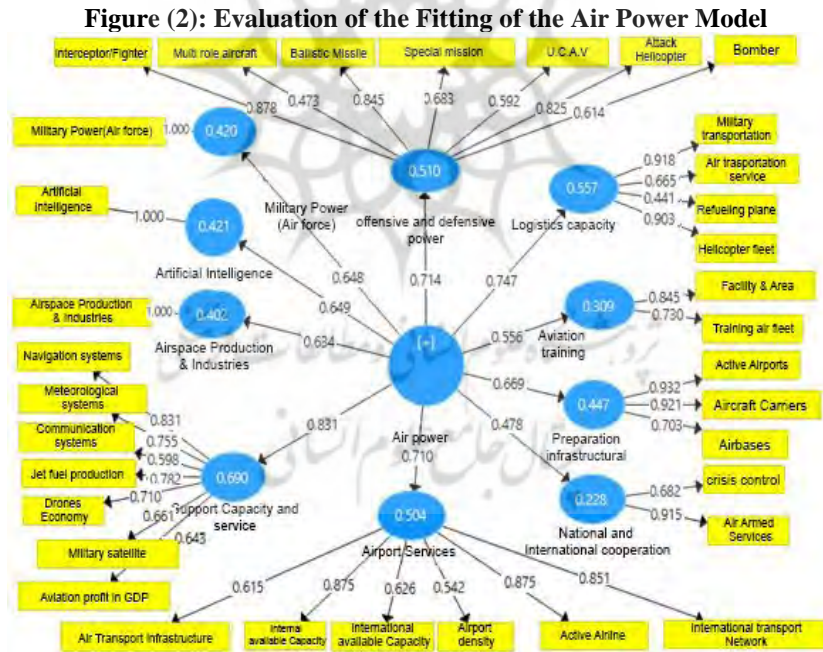 Figure (2): Evaluation of the Fitting of the Air Power Model
Interceptor/Fighter
Multi role aircraft
Ballistic Missile
Special mission
U.C.A.V
Attack
Helicopter
Bomber
0.878
0.473
0.845
0.683
0.592
0.825
0.614
Military Power(Air force)
1.000
0.420
Military Power
(Air force)
0.510
offensive and defensive
power
0.557
Logistics capacity
0.918
0.665
0.441
0.903
Military
transportation
Air trasportation
service
Refueling plane
Helicopter fleet
Artificial
Intelligence
1.000
0.421
Artificial Intelligence
0.648
0.714
0.747
0.649
Airspace Production
& Industries
1.000
0.402
Airspace Production
& Industries
0.634
[+]
Air power
0.556
0.309
Aviation
training
0.845
0.730
Facility & Area
Training air fleet
0.669
0.447
Preparation
infrastructural
0.932
0.921
0.703
Active Airports
Aircraft Carriers
Airbases
0.478
0.228
National and
International cooperation
0.682
0.915
crisis control
Air Armed
Services
Navigation systems
Meteorological
systems
Communication
systems
Jet fuel production
Drones
Economy
Military satellite
Aviation profit in GDP
0.831
0.755
0.598
0.782
0.710
0.661
0.643
0.690
Support Capacity and
service
0.831
0.710
0.504
Airport Services
0.615
0.875
0.626
0.542
0.875
0.851
Air Transport Infrastructure
Internal
available Capacity
International
available Capacity
Airport
density
Active Airline
International transport
Network